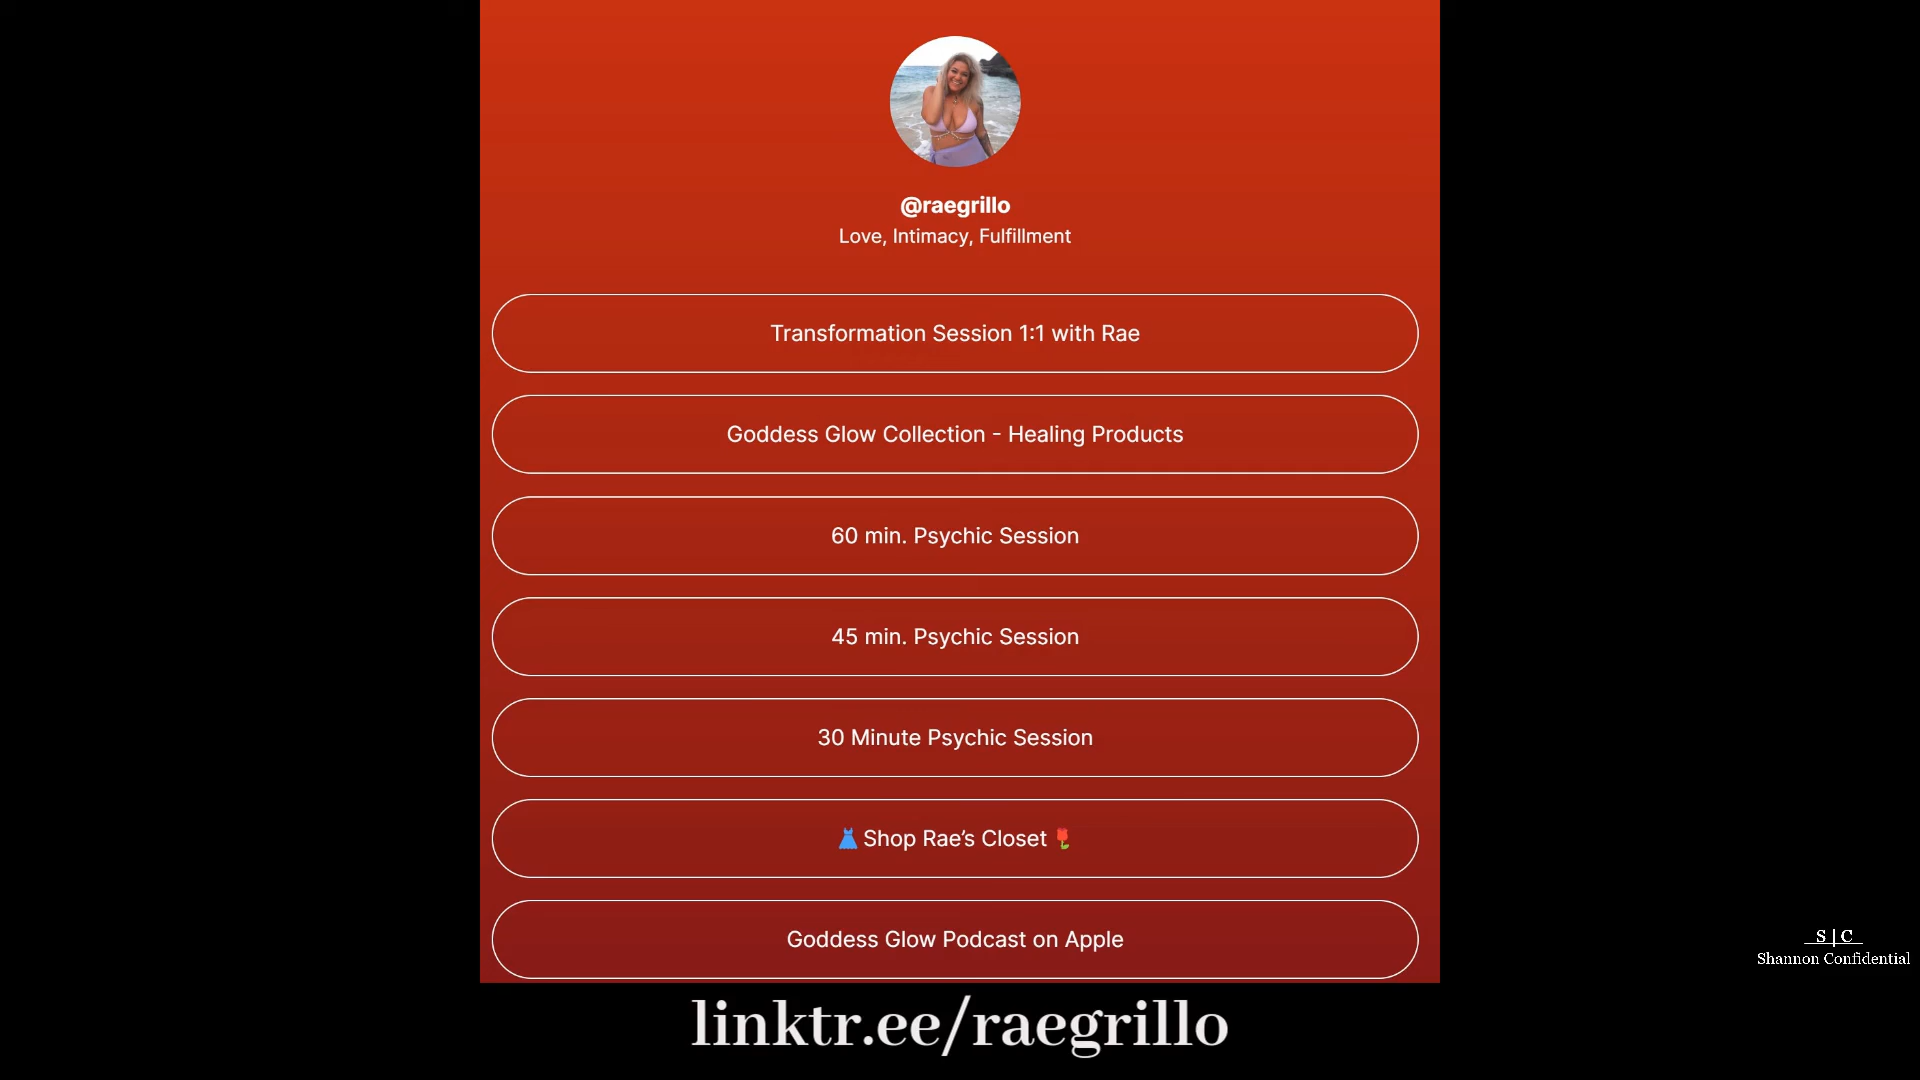 @raegrillo
Love, Intimacy, Fulfillment
Transformation Session 1:1 with Rae
Goddess Glow Collection - Healing Products
60 min. Psychic Session
45 min. Psychic Session
30 Minute Psychic Session
👗Shop Rae’s Closet🌹
Goddess Glow Podcast on Apple
S|C
Shannon Confidential
linktr.ee/raegrillo